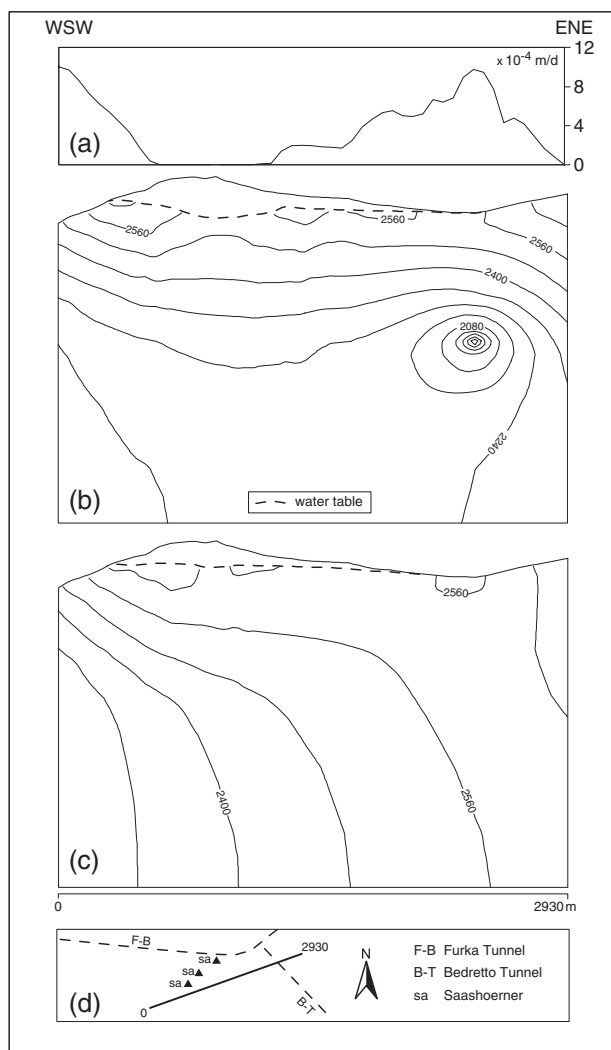 WSW ENE
12
x 10-4 m/d
8
4
(a)
0
2560 2560
2560
2400
2080
2240
(b)
water table
2560
2400
2560
(c)
0 2930 m
F-B 2930 N F-B Furka Tunnel
sa
sa B-T Bedretto Tunnel
sa
B-T sa Saashoerner
(d) 0